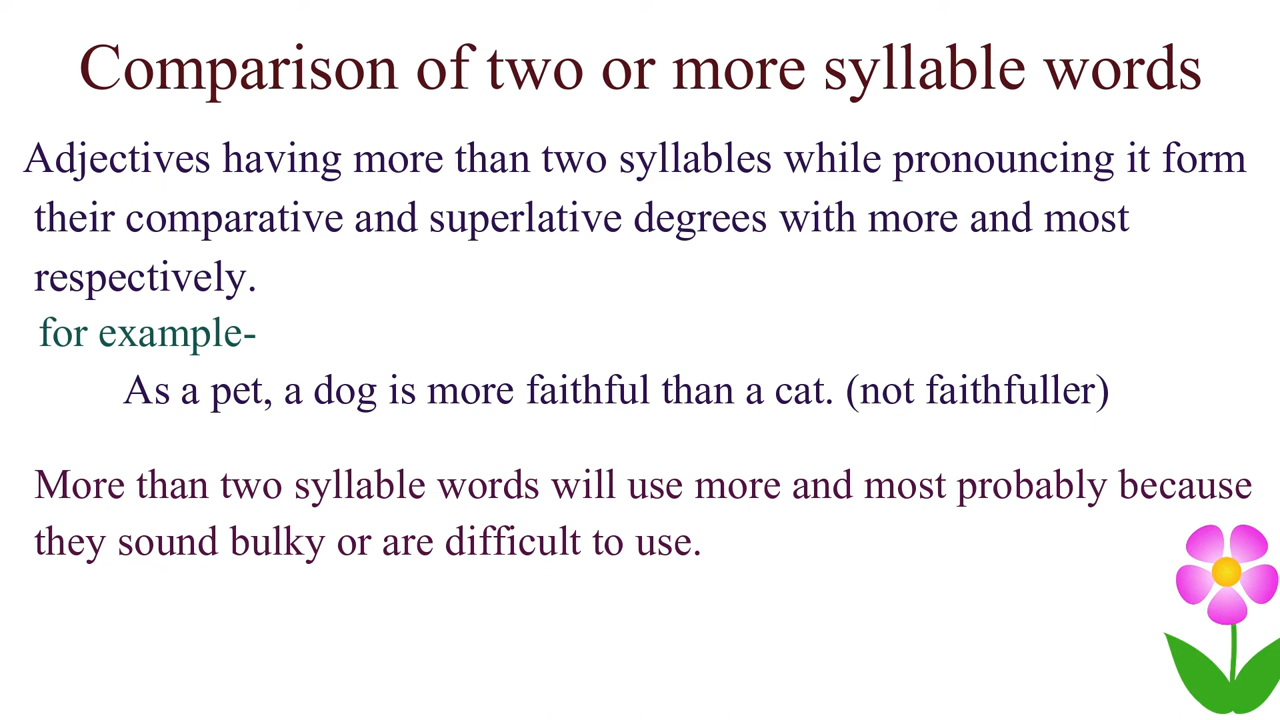 Comparison of two or more syllable words
Adjectives having more than two syllables while pronouncing it form
their comparative and superlative degrees with more and most
respectively.
for example-
As a pet, a dog is more faithful than a cat. (not faithfuller)
More than two syllable words will use more and most probably because
they sound bulky or are difficult to use.